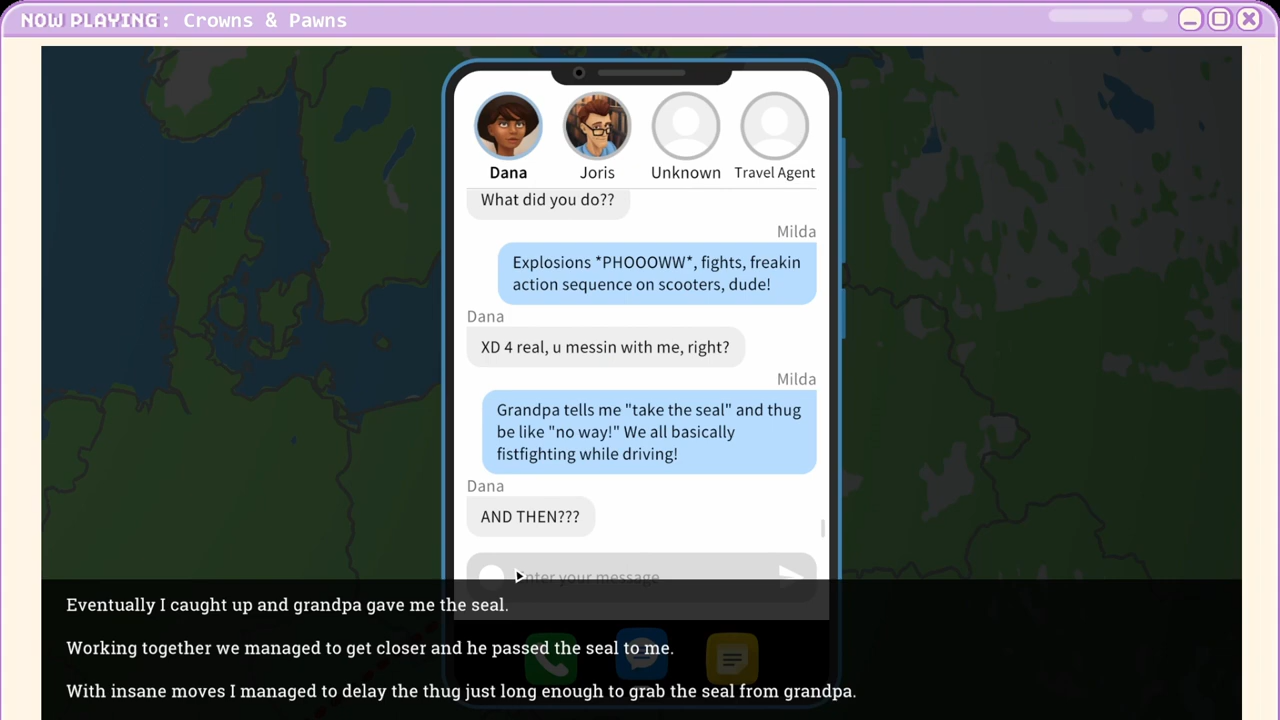 NOW PLAYING: Crowns & Pawns
Dana
Joris
Unknown
Travel Agent
What did you do??
Milda
Explosions *PHOOOWW*, fights, freakin
action sequence on scooters, dude!
Dana
XD 4 real, u messin with me, right?
Milda
Grandpa tells me "take the seal" and thug
be like "no way!" We all basically
fistfighting while driving!
Dana
AND THEN???
Enter your message
Eventually I caught up and grandpa gave me the seal.
Working together we managed to get closer and he passed the seal to me.
With insane moves I managed to delay the thug just long enough to grab the seal from grandpa.